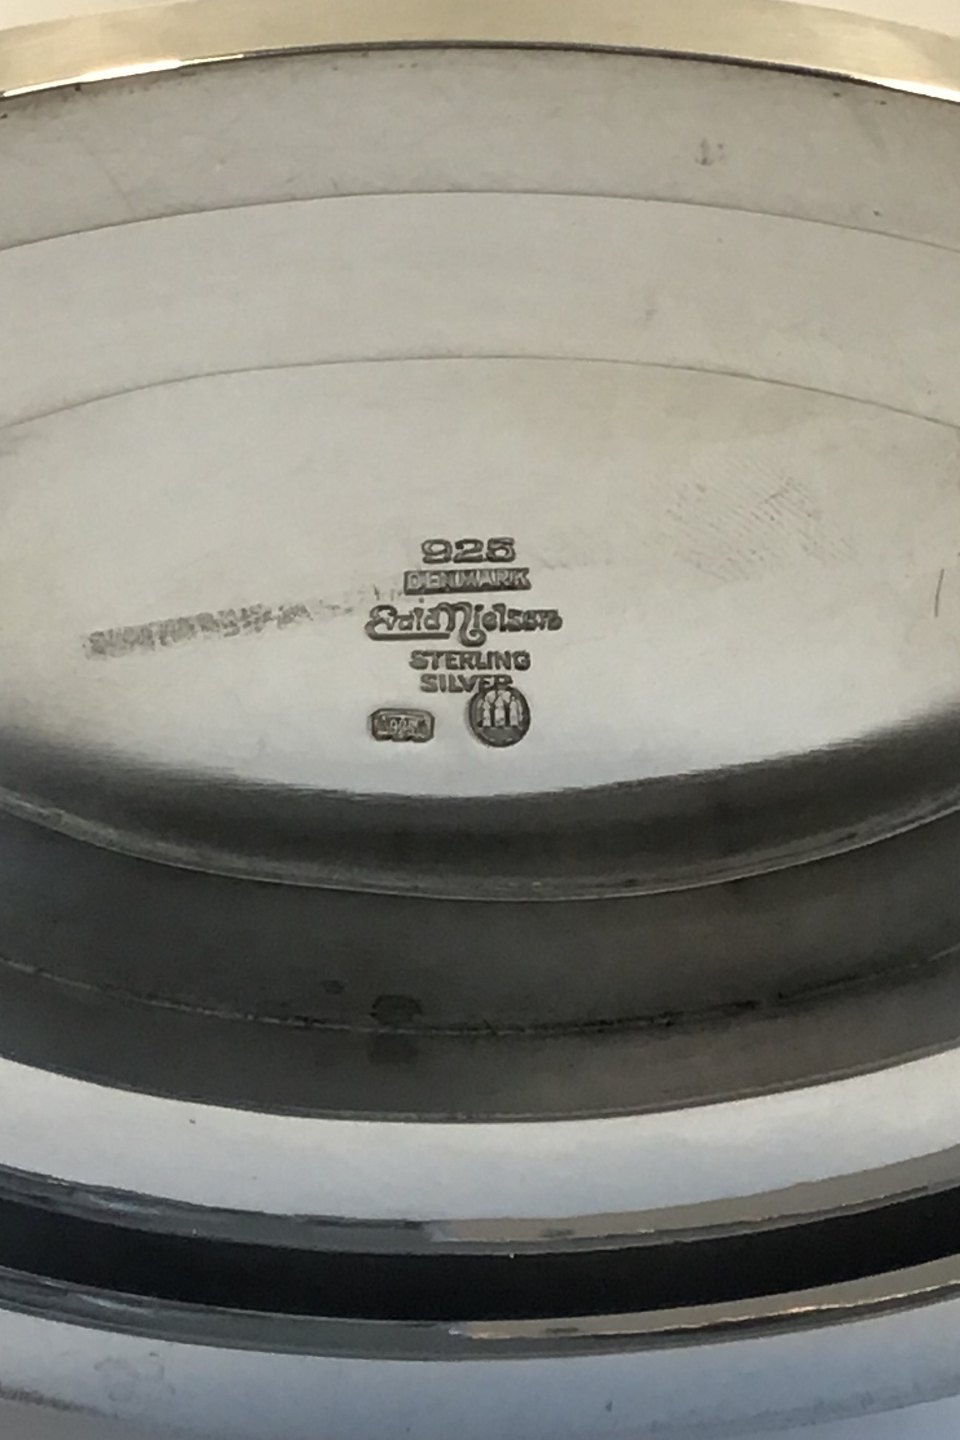 925
DENMARK
Evald Nielsen
STERLING
SILVER